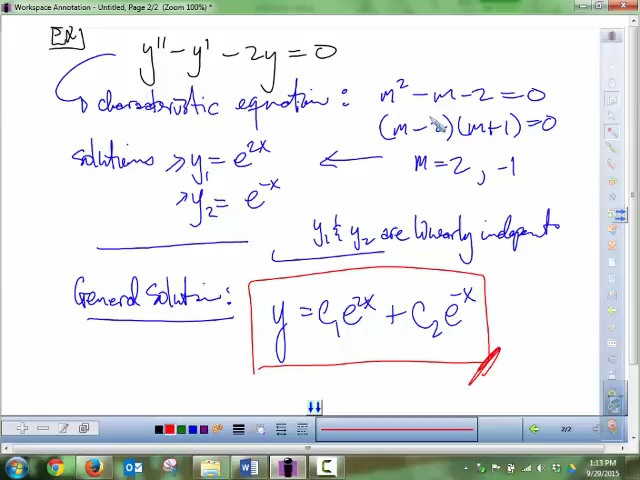 Workspace Annotation - Untitled, Page 2/2 (Zoom 100%) *
Ex
y'' - y' - 2y = 0
characteristic equation : m² - m - 2 = 0
(m - 2)(m+1) = 0
solutions y₁ = e^{2x} m = 2 , -1
y₂ = e^{-x}
y₁ & y₂ are linearly independ
General Solution:
y = c₁e^{2x} + c₂e^{-x}
2/2
1:13 PM
9/29/2015